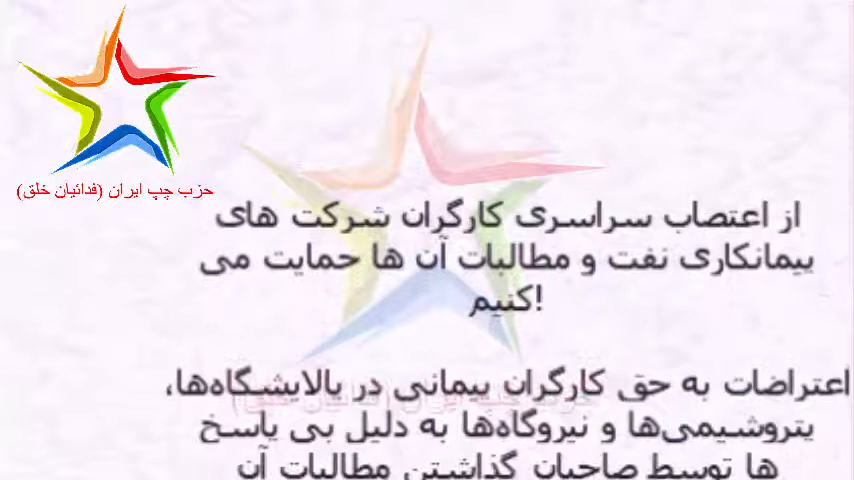 حزب چپ ایران (فدائیان خلق)
از اعتصاب سراسری کارگران شرکت های
پیمانکاری نفت و مطالبات آن ها حمایت می
کنیم!
اعتراضات به حق کارگران پیمانی در پالایشگاه‌ها،
پتروشیمی‌ها و نیروگاه‌ها به دلیل بی پاسخ
ها توسط صاحبان گذاشتن مطالبات آن